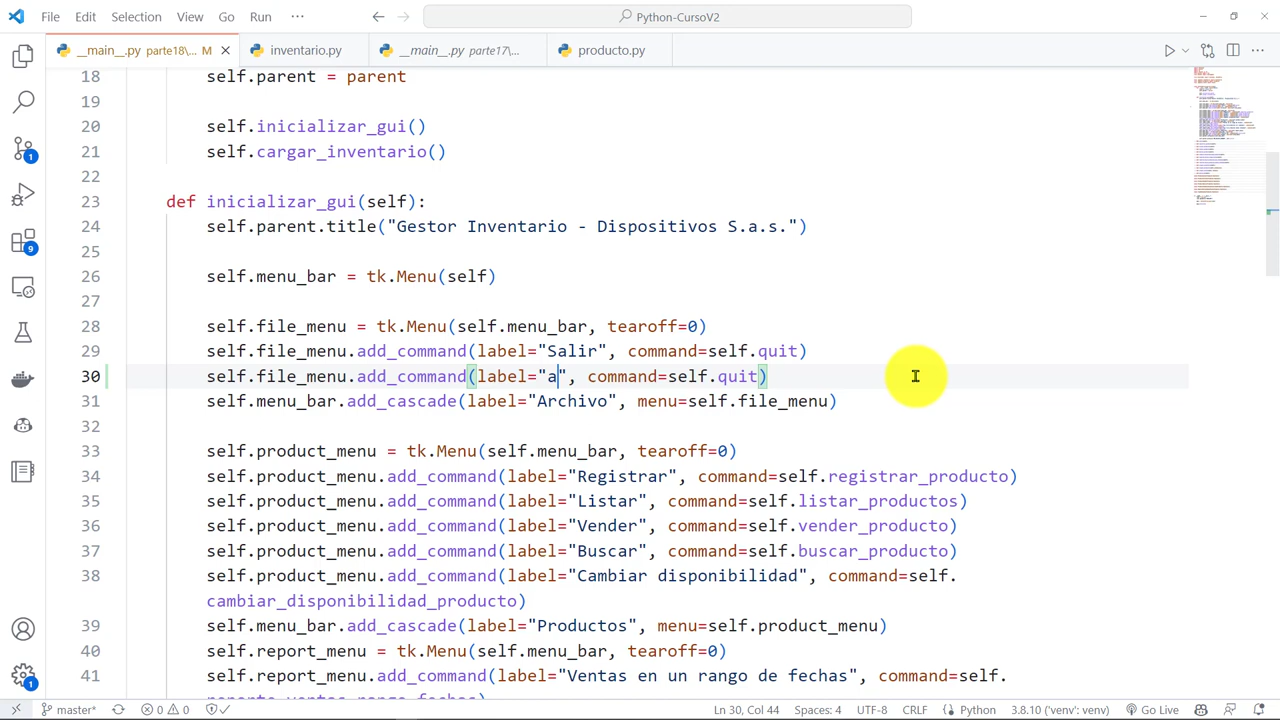 File Edit Selection View Go Run ··· Python-CursoV2
__main__.py parte18\... M inventario.py __main__.py parte17\... producto.py
18 self.parent = parent
19
20 self.inicializar_gui()
21 self.cargar_inventario()
22
23 def inicializar_gui(self):
24 self.parent.title("Gestor Inventario - Dispositivos S.a.s.")
25
26 self.menu_bar = tk.Menu(self)
27
28 self.file_menu = tk.Menu(self.menu_bar, tearoff=0)
29 self.file_menu.add_command(label="Salir", command=self.quit)
30 self.file_menu.add_command(label="a", command=self.quit)
31 self.menu_bar.add_cascade(label="Archivo", menu=self.file_menu)
32
33 self.product_menu = tk.Menu(self.menu_bar, tearoff=0)
34 self.product_menu.add_command(label="Registrar", command=self.registrar_producto)
35 self.product_menu.add_command(label="Listar", command=self.listar_productos)
36 self.product_menu.add_command(label="Vender", command=self.vender_producto)
37 self.product_menu.add_command(label="Buscar", command=self.buscar_producto)
38 self.product_menu.add_command(label="Cambiar disponibilidad", command=self.
cambiar_disponibilidad_producto)
39 self.menu_bar.add_cascade(label="Productos", menu=self.product_menu)
40 self.report_menu = tk.Menu(self.menu_bar, tearoff=0)
41 self.report_menu.add_command(label="Ventas en un rango de fechas", command=self.
1
9
1
master* 0 0 Ln 30, Col 44 Spaces: 4 UTF-8 CRLF Python 3.8.10 ('venv': venv) Go Live